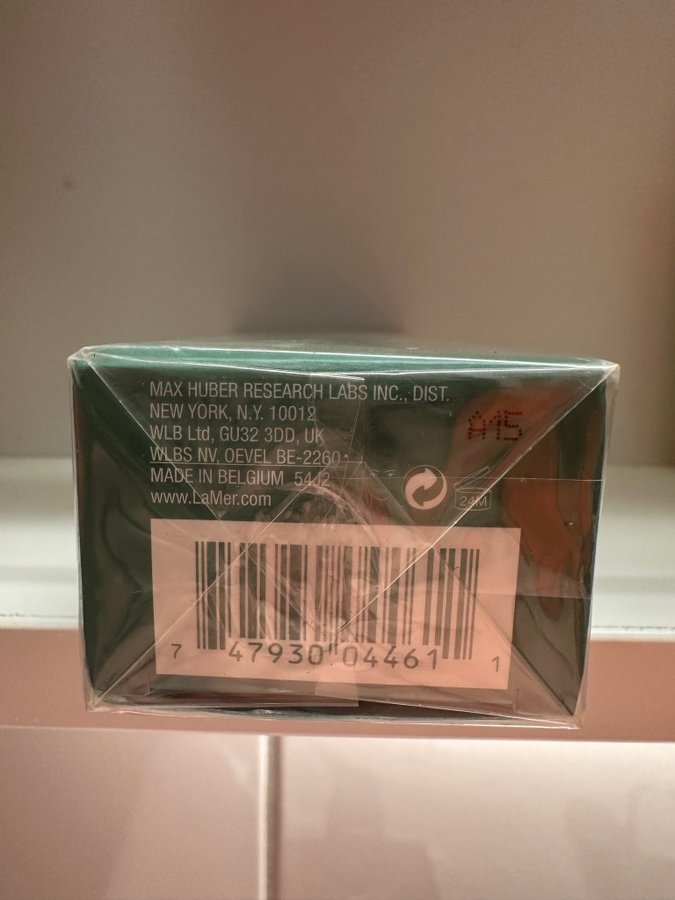 MAX HUBER RESEARCH LABS INC., DIST.
NEW YORK, N.Y. 10012
WLB Ltd, GU32 3DD, UK
WLBS NV. OEVEL BE-2260
MADE IN BELGIUM
www.LaMer.com
A15
24M
7 47930 04461 1